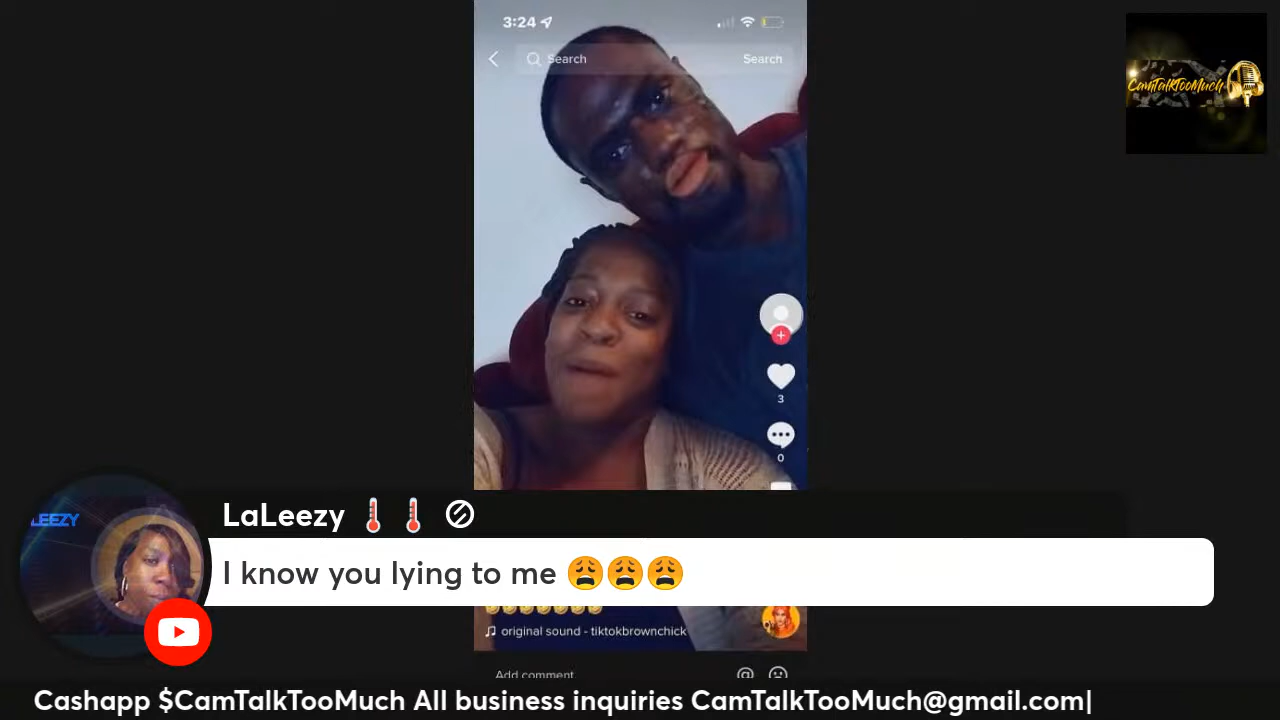 3:24
Search Search
CamTalkTooMuch
3
0
LEEZY
LaLeezy 🌡️🌡️
I know you lying to me 😩😩😩
original sound - tiktokbrownchick
Add comment
Cashapp $CamTalkTooMuch All business inquiries CamTalkTooMuch@gmail.com|